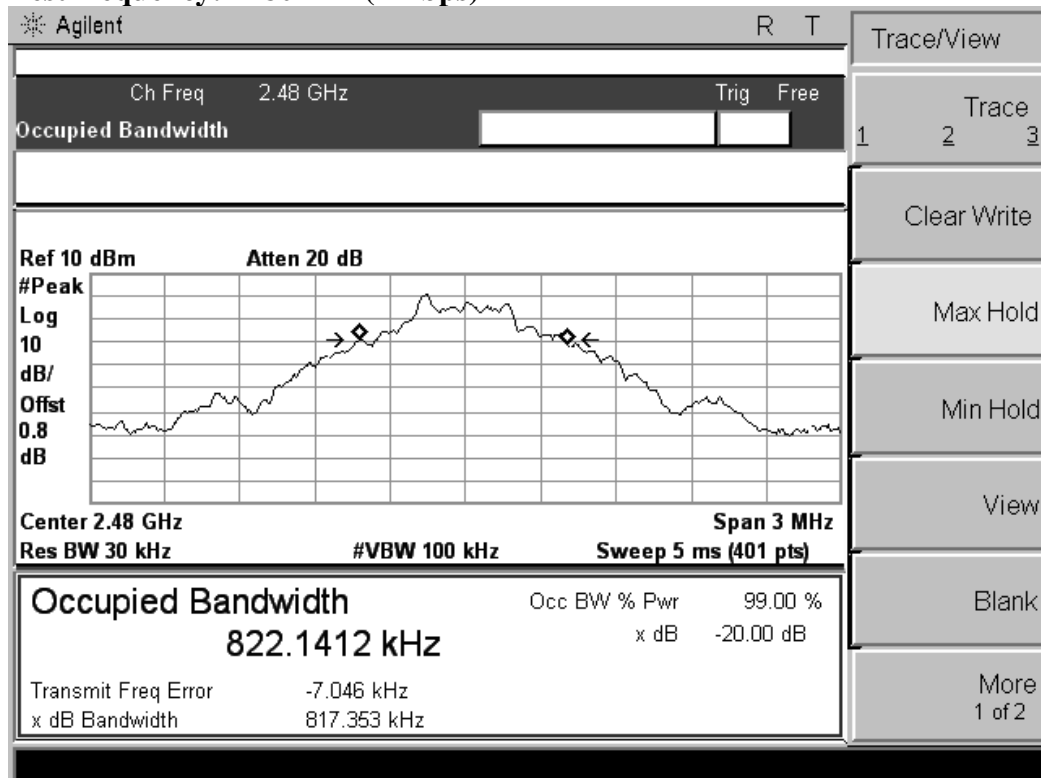 Agilent R T
Trace/View
Ch Freq 2.48 GHz Trig Free
Occupied Bandwidth
Trace
1 2 3
Clear Write
Max Hold
Min Hold
View
Blank
More
1 of 2
Ref 10 dBm Atten 20 dB
#Peak
Log
10
dB/
Offst
0.8
dB
Center 2.48 GHz Span 3 MHz
Res BW 30 kHz #VBW 100 kHz Sweep 5 ms (401 pts)
Occupied Bandwidth Occ BW % Pwr 99.00 %
822.1412 kHz x dB -20.00 dB
Transmit Freq Error -7.046 kHz
x dB Bandwidth 817.353 kHz